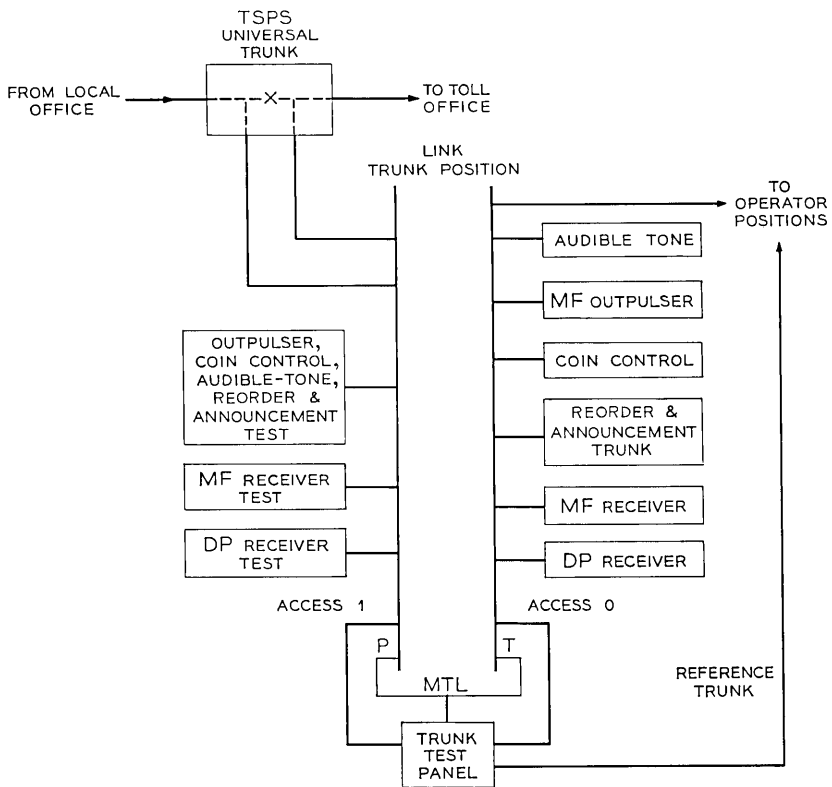 TSPS
UNIVERSAL
TRUNK
FROM LOCAL
OFFICE
TO TOLL
OFFICE
LINK
TRUNK POSITION
TO
OPERATOR
POSITIONS
AUDIBLE TONE
MF OUTPULSER
OUTPULSER,
COIN CONTROL,
AUDIBLE-TONE,
REORDER &
ANNOUNCEMENT
TEST
COIN CONTROL
REORDER &
ANNOUNCEMENT
TRUNK
MF RECEIVER
TEST
MF RECEIVER
DP RECEIVER
TEST
DP RECEIVER
ACCESS 1
ACCESS 0
P
T
MTL
REFERENCE
TRUNK
TRUNK
TEST
PANEL